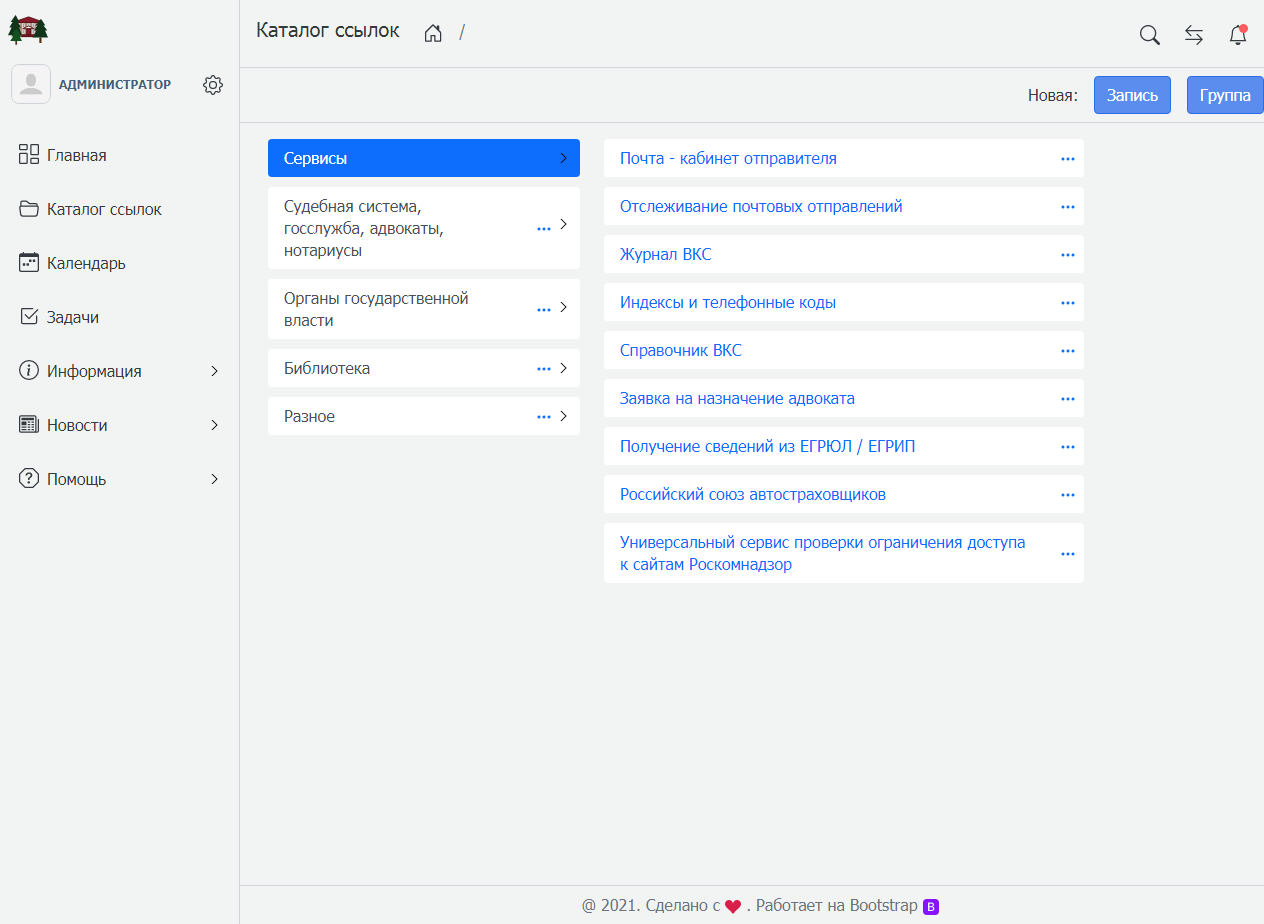 Каталог ссылок /
АДМИНИСТРАТОР
Новая: Запись Группа
Главная
Каталог ссылок
Календарь
Задачи
Информация
Новости
Помощь
Сервисы
Судебная система,
госслужба, адвокаты,
нотариусы
Органы государственной
власти
Библиотека
Разное
Почта - кабинет отправителя
Отслеживание почтовых отправлений
Журнал ВКС
Индексы и телефонные коды
Справочник ВКС
Заявка на назначение адвоката
Получение сведений из ЕГРЮЛ / ЕГРИП
Российский союз автостраховщиков
Универсальный сервис проверки ограничения доступа
к сайтам Роскомнадзор
@ 2021. Сделано с ❤ . Работает на Bootstrap B